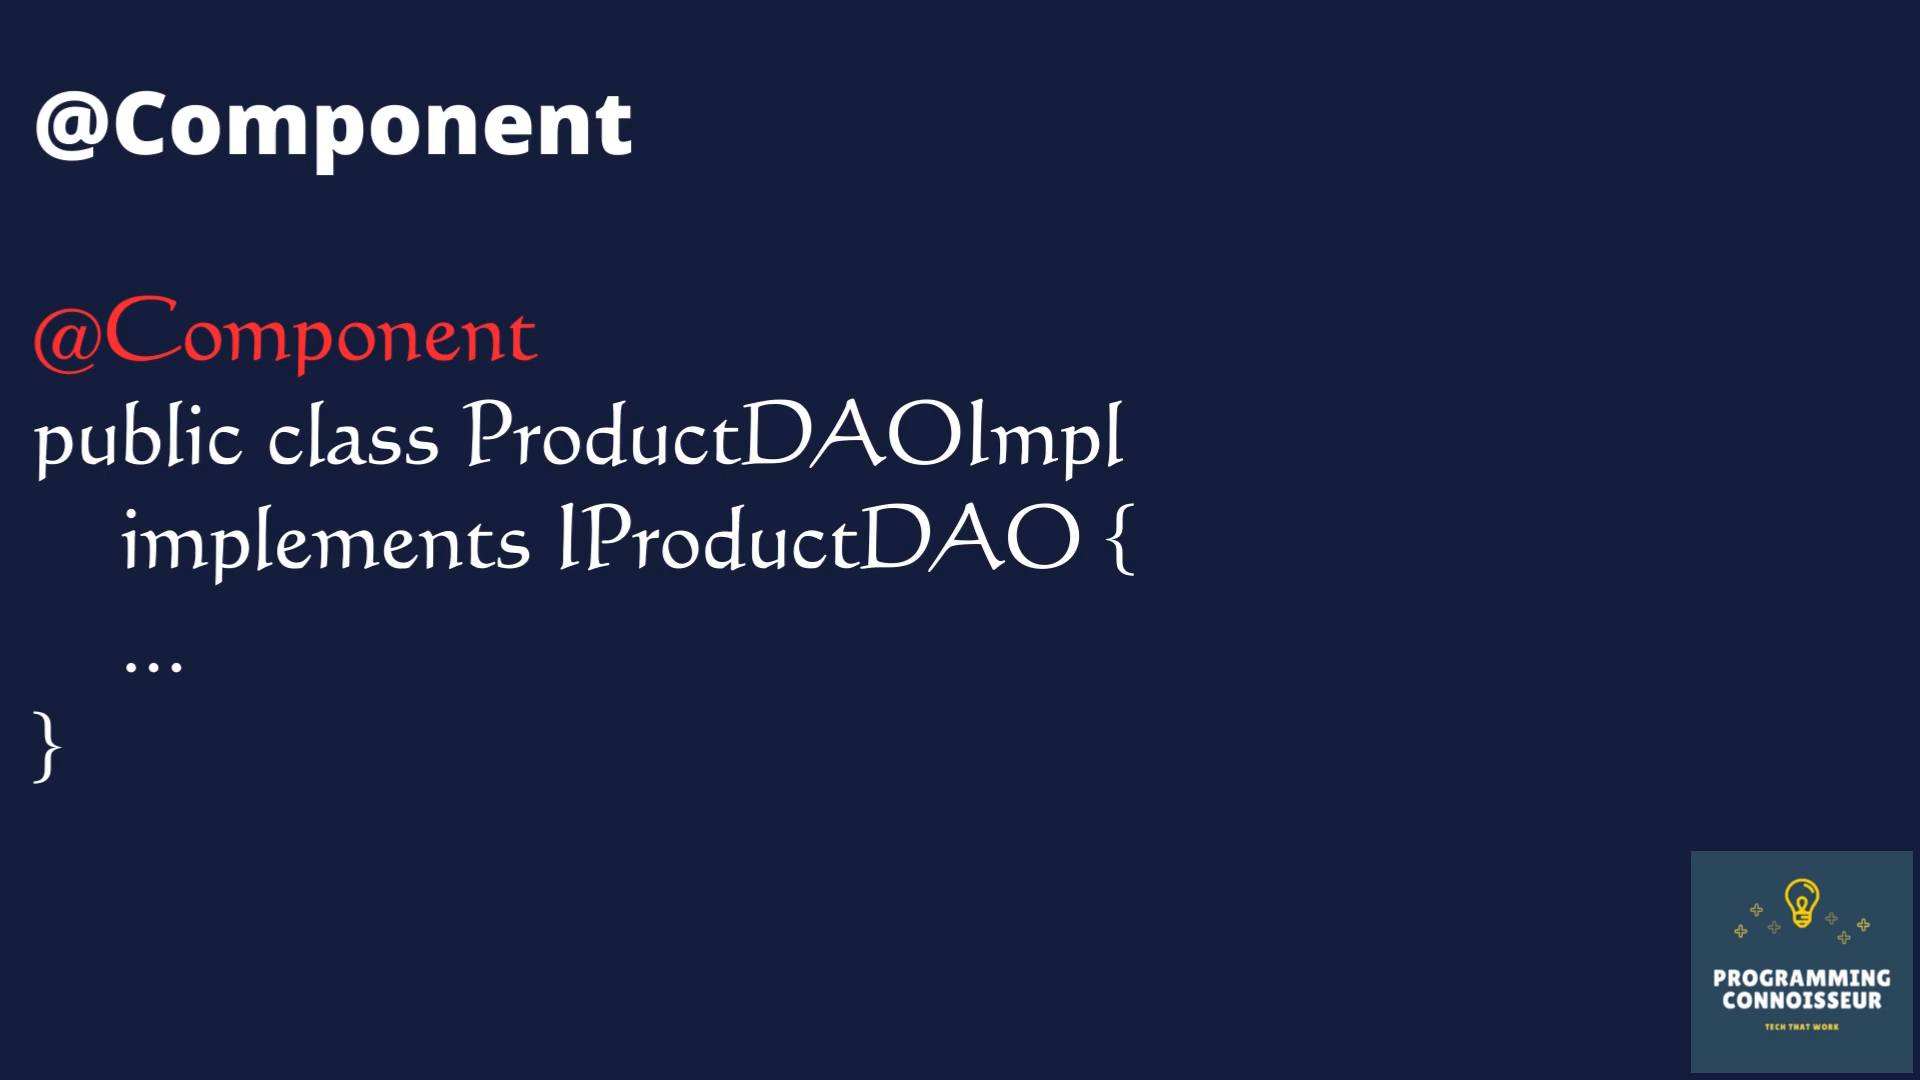 @Component
@Component
public class ProductDAOImpl
implements IProductDAO {
...
}
PROGRAMMING
CONNOISSEUR
TECH THAT WORK